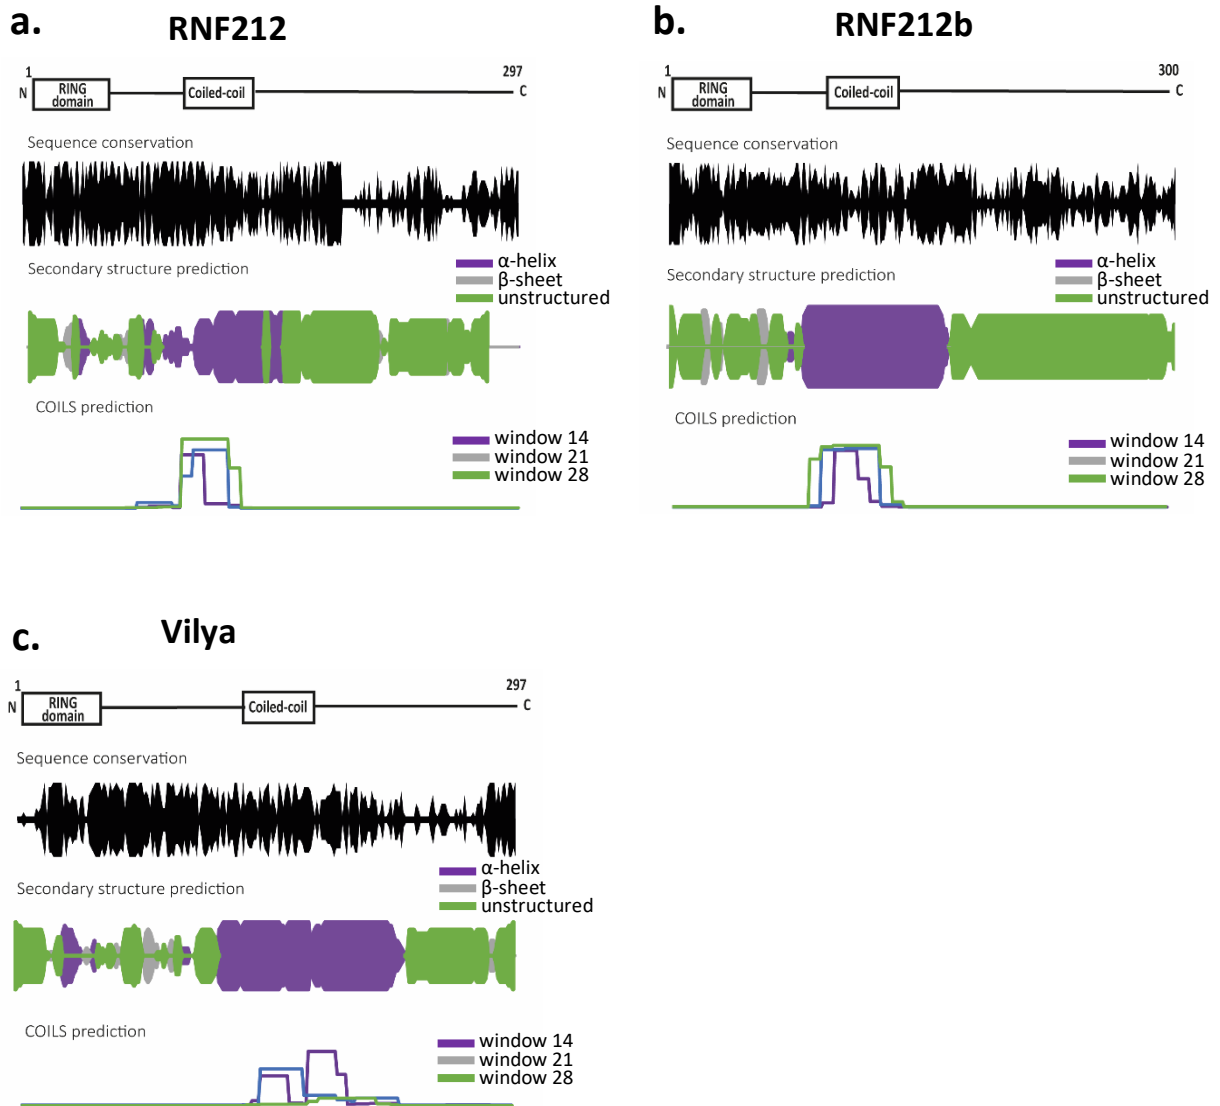 a.
RNF212
1
297
N
RING
domain
Coiled-coil
C
Sequence conservation
α-helix
Secondary structure prediction
β-sheet
unstructured
COILS prediction
window 14
window 21
window 28
b.
RNF212b
1
300
N
RING
domain
Coiled-coil
C
Sequence conservation
α-helix
Secondary structure prediction
β-sheet
unstructured
COILS prediction
window 14
window 21
window 28
c.
Vilya
1
297
N
RING
domain
Coiled-coil
C
Sequence conservation
α-helix
Secondary structure prediction
β-sheet
unstructured
COILS prediction
window 14
window 21
window 28